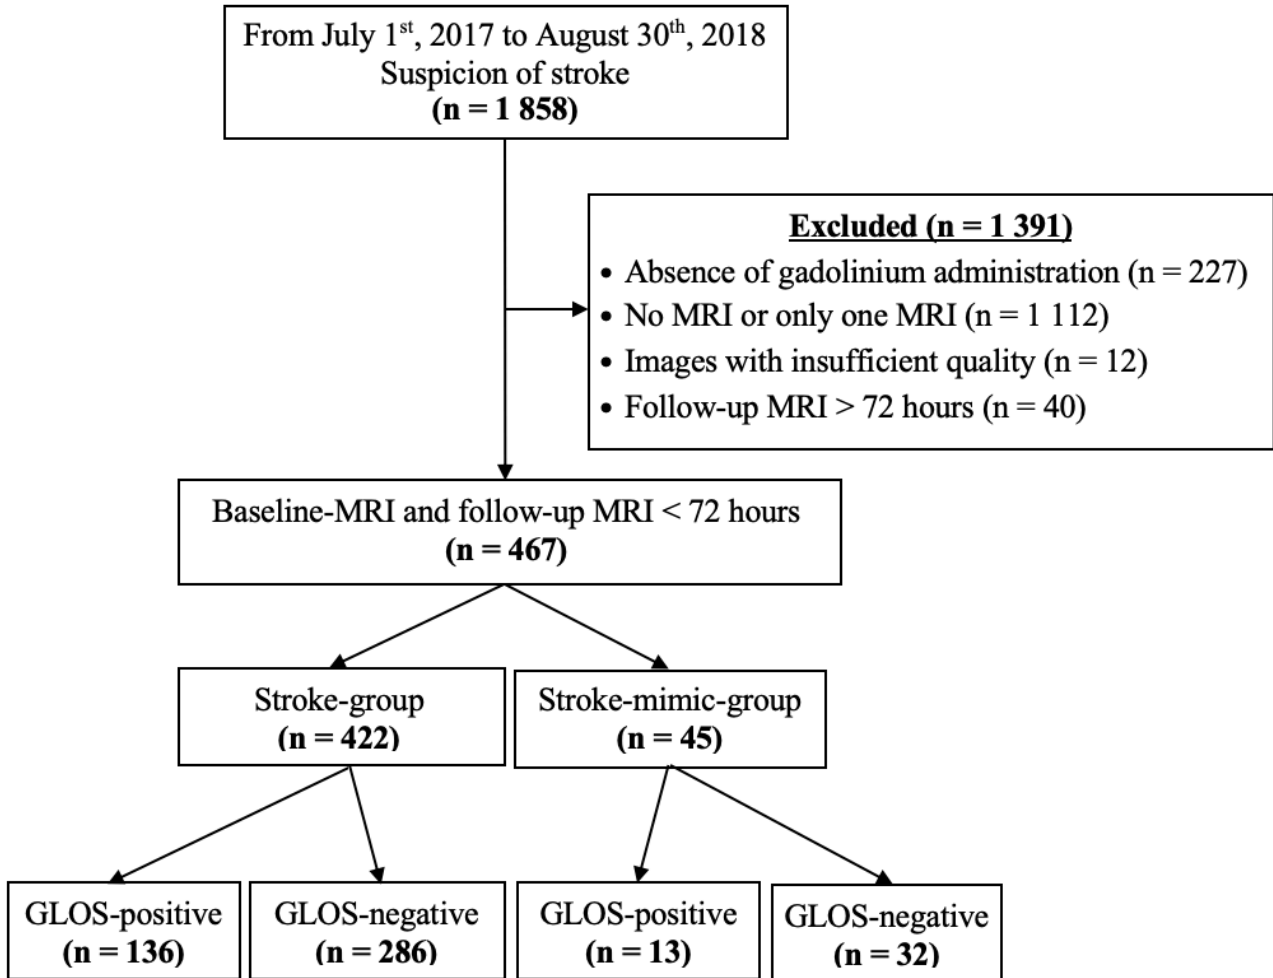 From July 1st, 2017 to August 30th, 2018
Suspicion of stroke
(n = 1 858)
Excluded (n = 1 391)
• Absence of gadolinium administration (n = 227)
• No MRI or only one MRI (n = 1 112)
• Images with insufficient quality (n = 12)
• Follow-up MRI > 72 hours (n = 40)
Baseline-MRI and follow-up MRI < 72 hours
(n = 467)
Stroke-group
(n = 422)
Stroke-mimic-group
(n = 45)
GLOS-positive
(n = 136)
GLOS-negative
(n = 286)
GLOS-positive
(n = 13)
GLOS-negative
(n = 32)